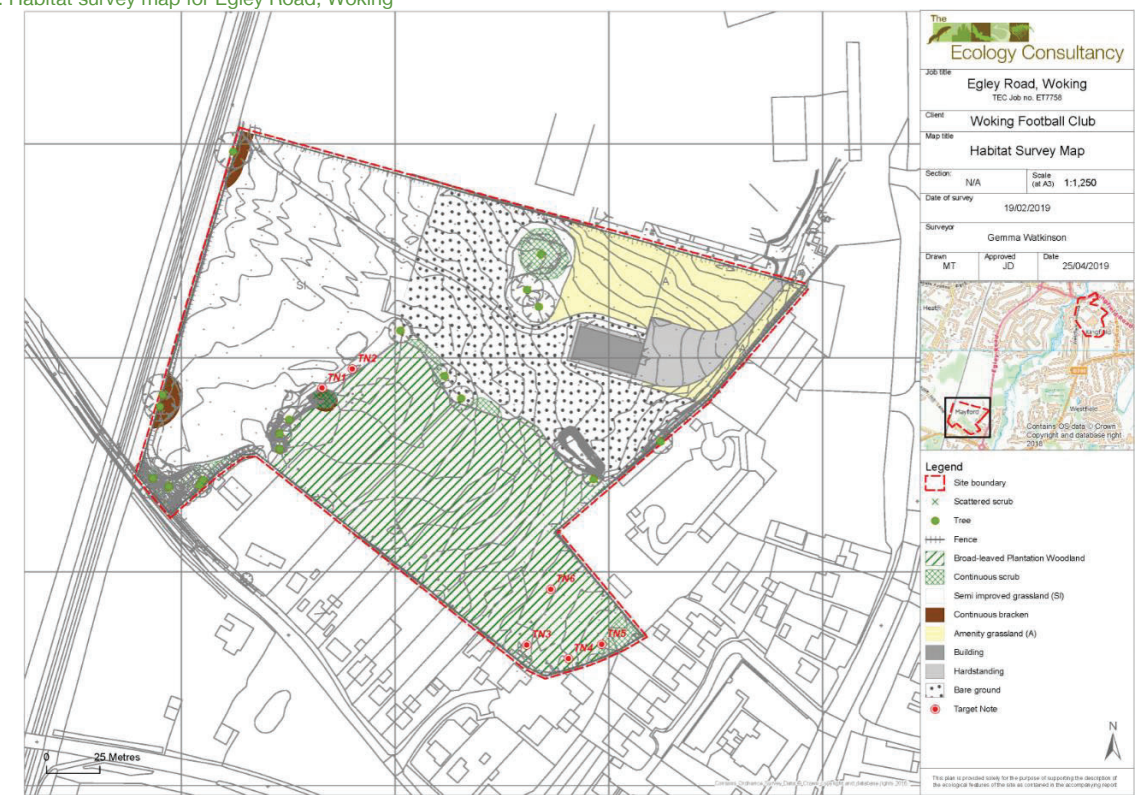 : Habitat survey map for Egley Road, Woking
The
Ecology Consultancy
Job title
Egley Road, Woking
TEC Job no. ET7758
Client
Woking Football Club
Map title
Habitat Survey Map
Section:
N/A
Scale
(at A3) 1:1,250
Date of survey
19/02/2019
Surveyor
Gemma Watkinson
Drawn
MT
Approved
JD
Date
25/04/2019
Heath
Kingfield
Egley Road
Westfield
Mayford
Contains OS data © Crown
Copyright and database right
2018
Legend
Site boundary
Scattered scrub
Tree
Fence
Broad-leaved Plantation Woodland
Continuous scrub
Semi improved grassland (SI)
Continuous bracken
Amenity grassland (A)
Building
Hardstanding
Bare ground
Target Note
N
This plan is provided solely for the purpose of supporting the description of
the ecological features of the site as contained in the accompanying report
SI
A
TN2
TN1
TN6
TN3
TN5
TN4
0 25 Metres